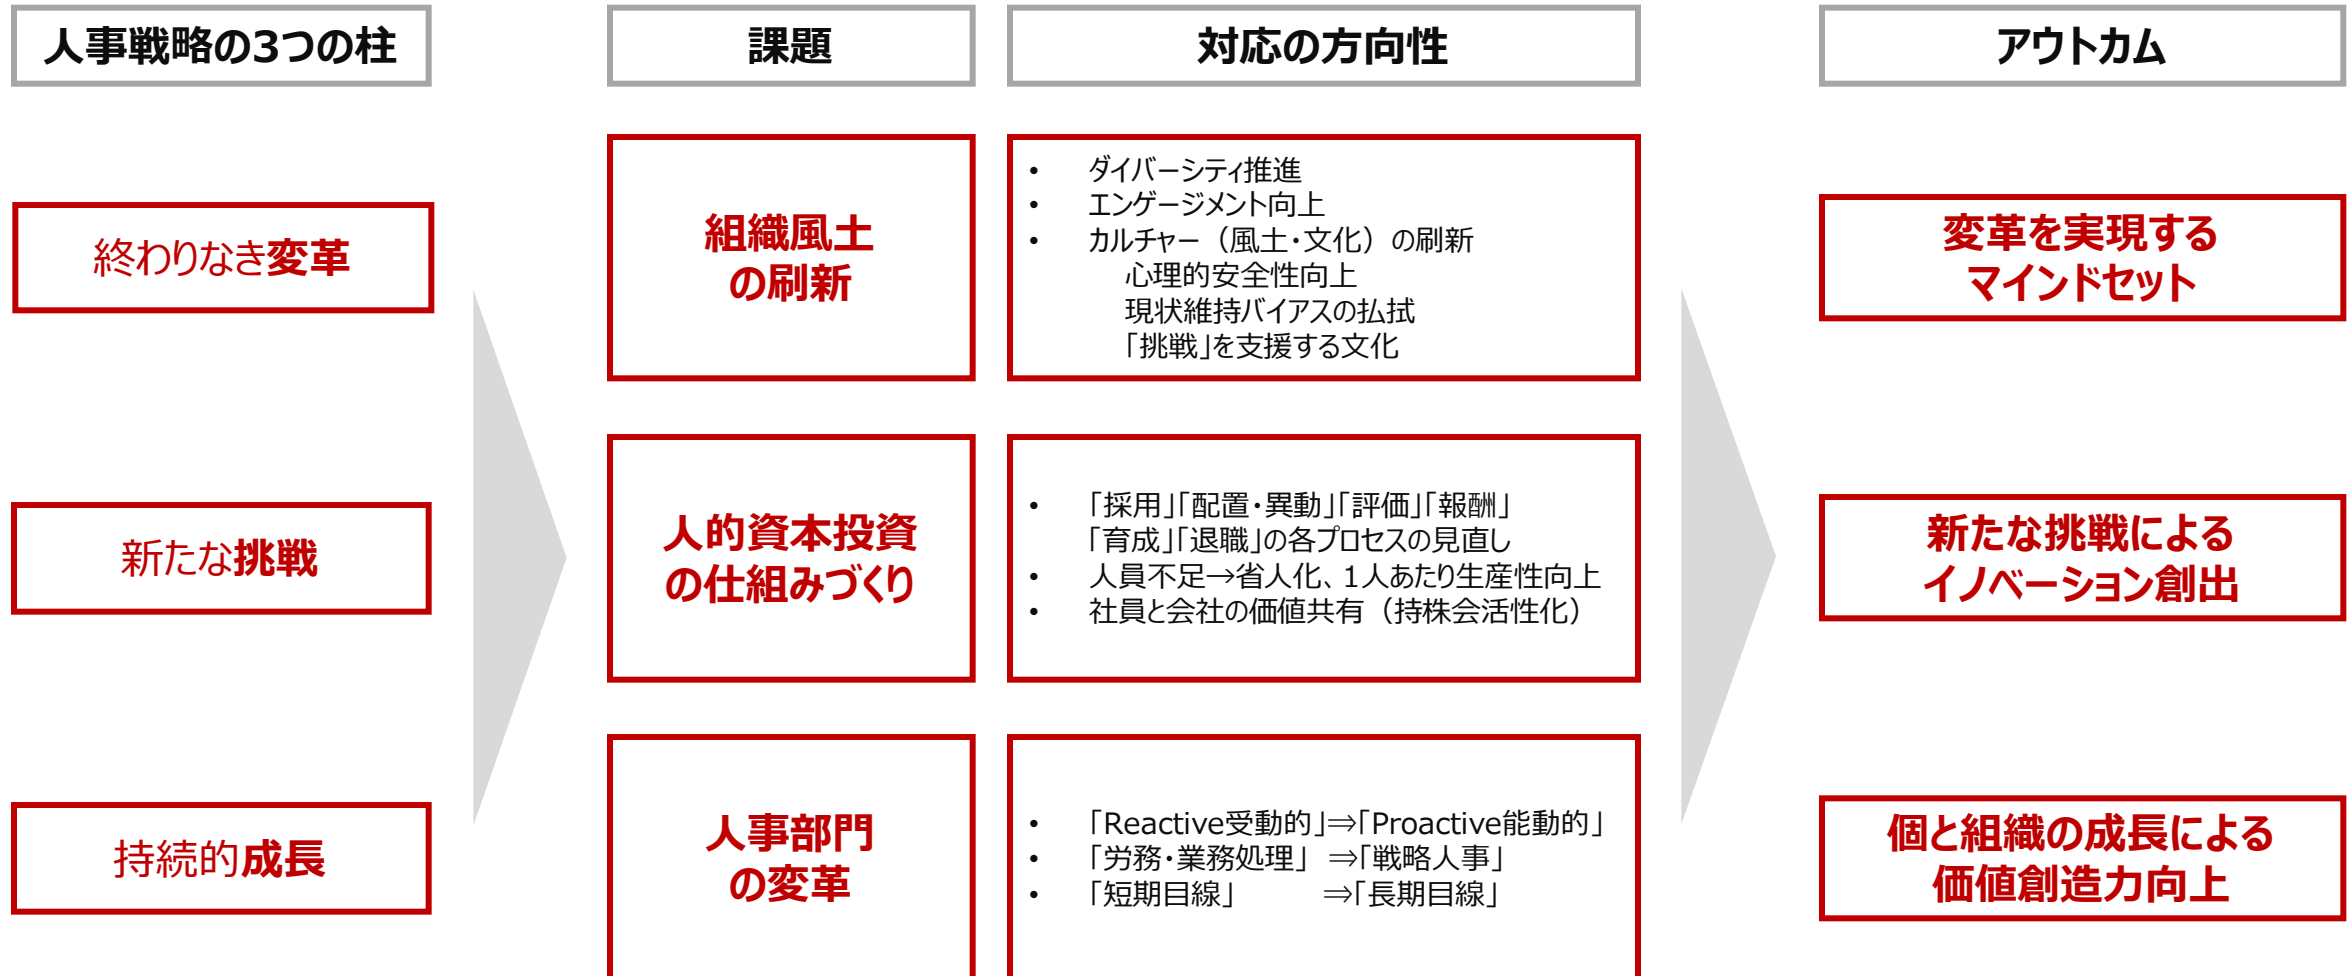 人事戦略の3つの柱
課題
対応の方向性
アウトカム
終わりなき変革
組織風土
の刷新
• ダイバーシティ推進
• エンゲージメント向上
• カルチャー（風土・文化）の刷新
心理的安全性向上
現状維持バイアスの払拭
「挑戦」を支援する文化
変革を実現する
マインドセット
新たな挑戦
人的資本投資
の仕組みづくり
• 「採用」「配置・異動」「評価」「報酬」
「育成」「退職」の各プロセスの見直し
• 人員不足→省人化、1人あたり生産性向上
• 社員と会社の価値共有（持株会活性化）
新たな挑戦による
イノベーション創出
持続的成長
人事部門
の変革
• 「Reactive受動的」⇒「Proactive能動的」
• 「労務・業務処理」 ⇒「戦略人事」
• 「短期目線」 ⇒「長期目線」
個と組織の成長による
価値創造力向上